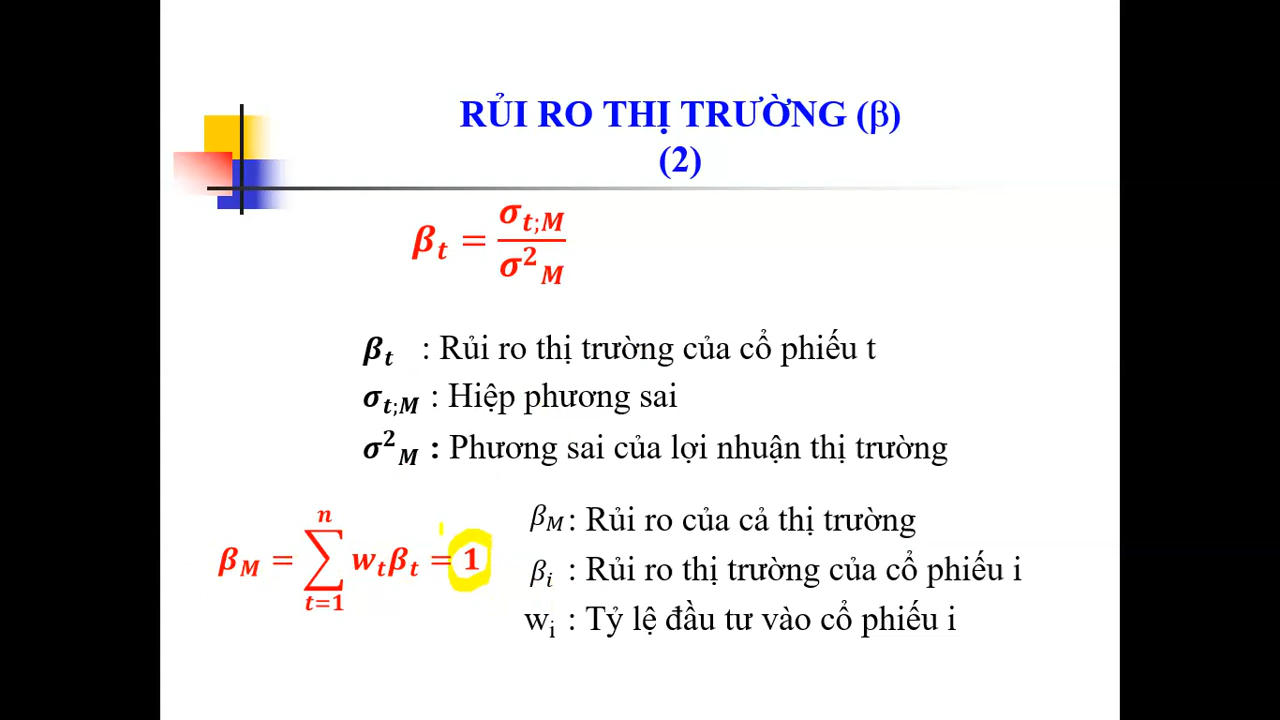 RỦI RO THỊ TRƯỜNG (β)
(2)
βₜ = σₜ;M / σ²M
βₜ : Rủi ro thị trường của cổ phiếu t
σₜ;M : Hiệp phương sai
σ²M : Phương sai của lợi nhuận thị trường
βM = ∑ⁿₜ₌₁ wₜβₜ = 1
βM : Rủi ro của cả thị trường
βᵢ : Rủi ro thị trường của cổ phiếu i
wᵢ : Tỷ lệ đầu tư vào cổ phiếu i